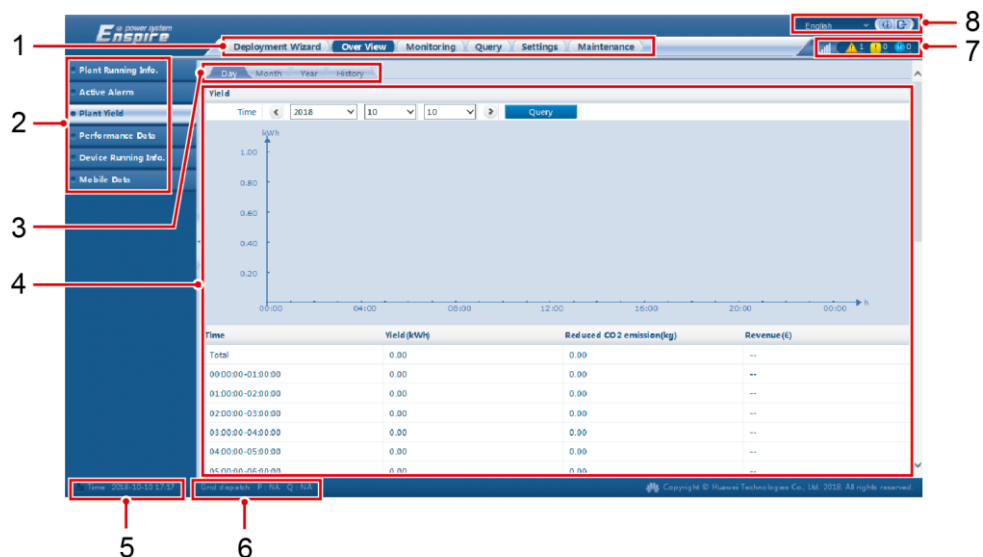 @ power system
Enspire
English
8
1
Deployment Wizard Over View Monitoring Query Settings Maintenance
1 0 0
7
Plant Running Info.
Active Alarm
Plant Yield
Performance Data
Device Running Info.
Mobile Data
2
3
4
Day Month Year History
Yield
Time 2018 10 10 Query
kWh
1.00
0.80
0.60
0.40
0.20
00:00 04:00 08:00 12:00 16:00 20:00 00:00 h
Time Yield(kWh) Reduced CO2 emission(kg) Revenue(€)
Total 0.00 0.00 --
00:00:00-01:00:00 0.00 0.00 --
01:00:00-02:00:00 0.00 0.00 --
02:00:00-03:00:00 0.00 0.00 --
03:00:00-04:00:00 0.00 0.00 --
04:00:00-05:00:00 0.00 0.00 --
05:00:00-06:00:00 0.00 0.00 --
Time 2018-10-10 17:17 Grid dispatch P : NA Q : NA Copyright © Huawei Technologies Co., Ltd. 2018. All rights reserved.
5 6